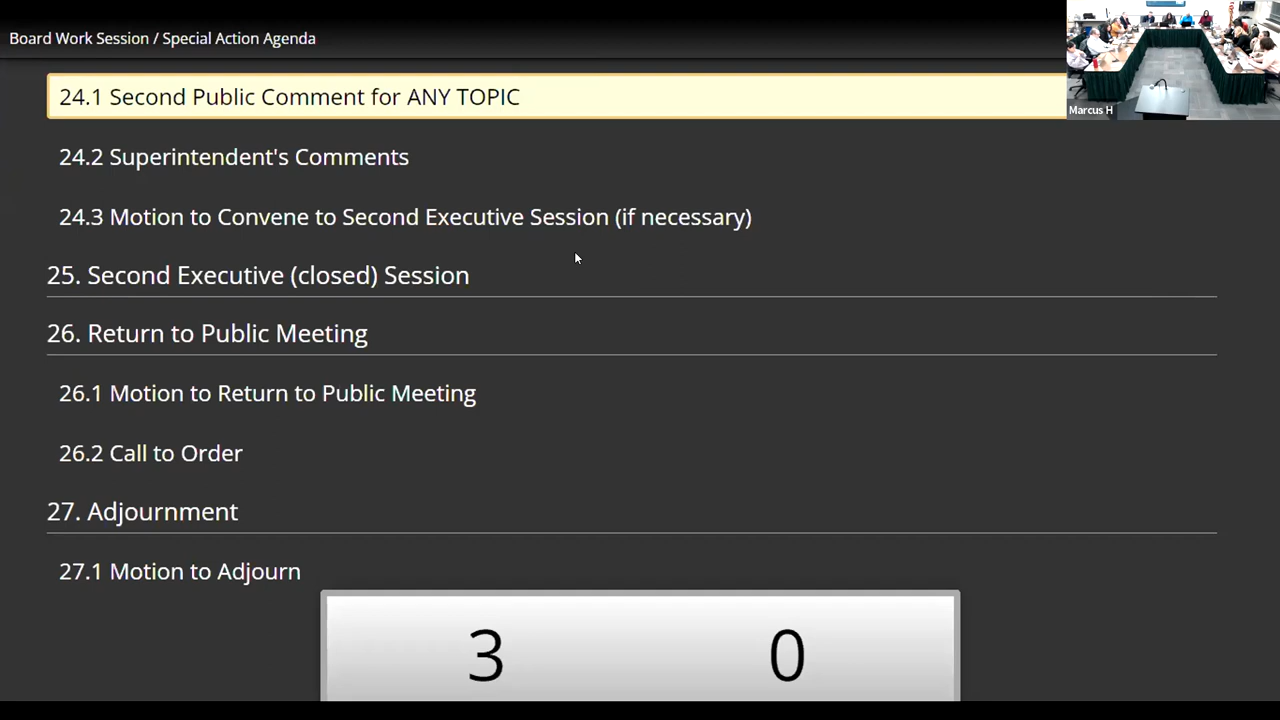 Board Work Session / Special Action Agenda
24.1 Second Public Comment for ANY TOPIC
Marcus H
24.2 Superintendent's Comments
24.3 Motion to Convene to Second Executive Session (if necessary)
25. Second Executive (closed) Session
26. Return to Public Meeting
26.1 Motion to Return to Public Meeting
26.2 Call to Order
27. Adjournment
27.1 Motion to Adjourn
3 0